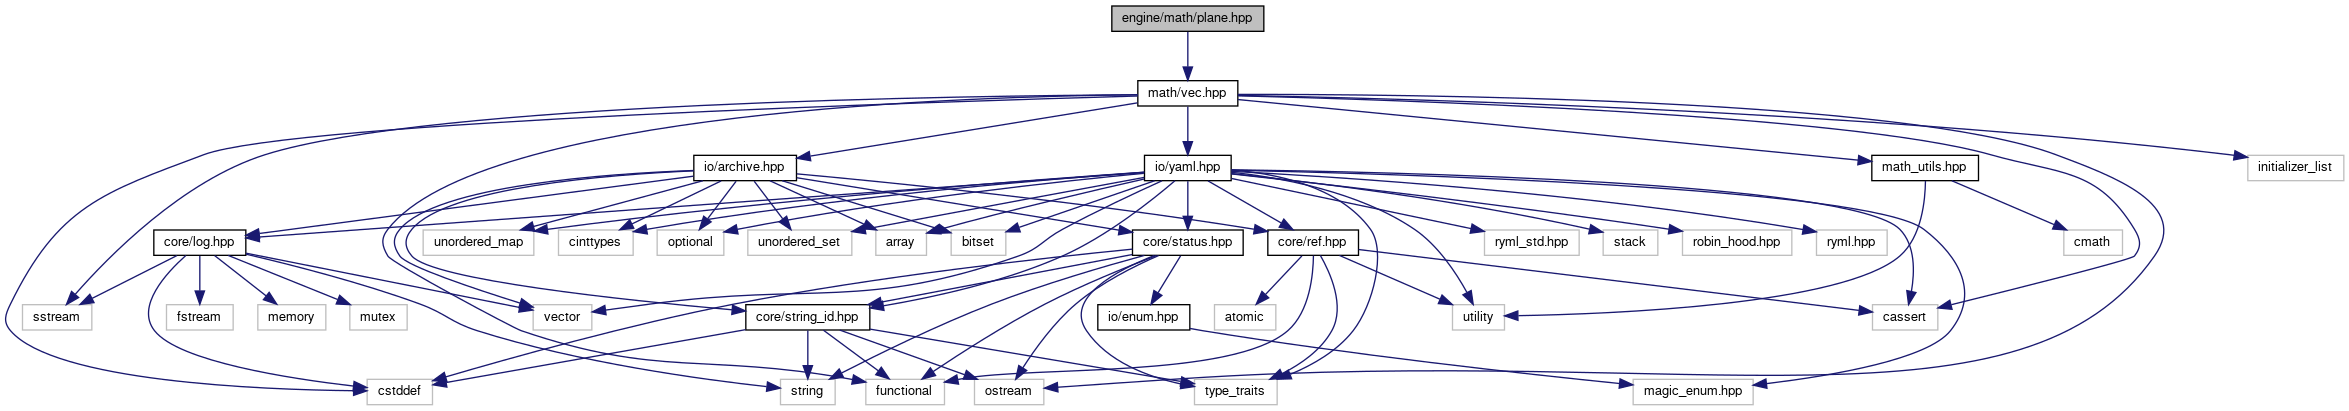 engine/math/plane.hpp
math/vec.hpp
io/archive.hpp
io/yaml.hpp
math_utils.hpp
initializer_list
core/log.hpp
unordered_map
cinttypes
optional
unordered_set
array
bitset
core/status.hpp
core/ref.hpp
ryml_std.hpp
stack
robin_hood.hpp
ryml.hpp
cmath
sstream
fstream
memory
mutex
vector
core/string_id.hpp
io/enum.hpp
atomic
utility
cassert
cstddef
string
functional
ostream
type_traits
magic_enum.hpp